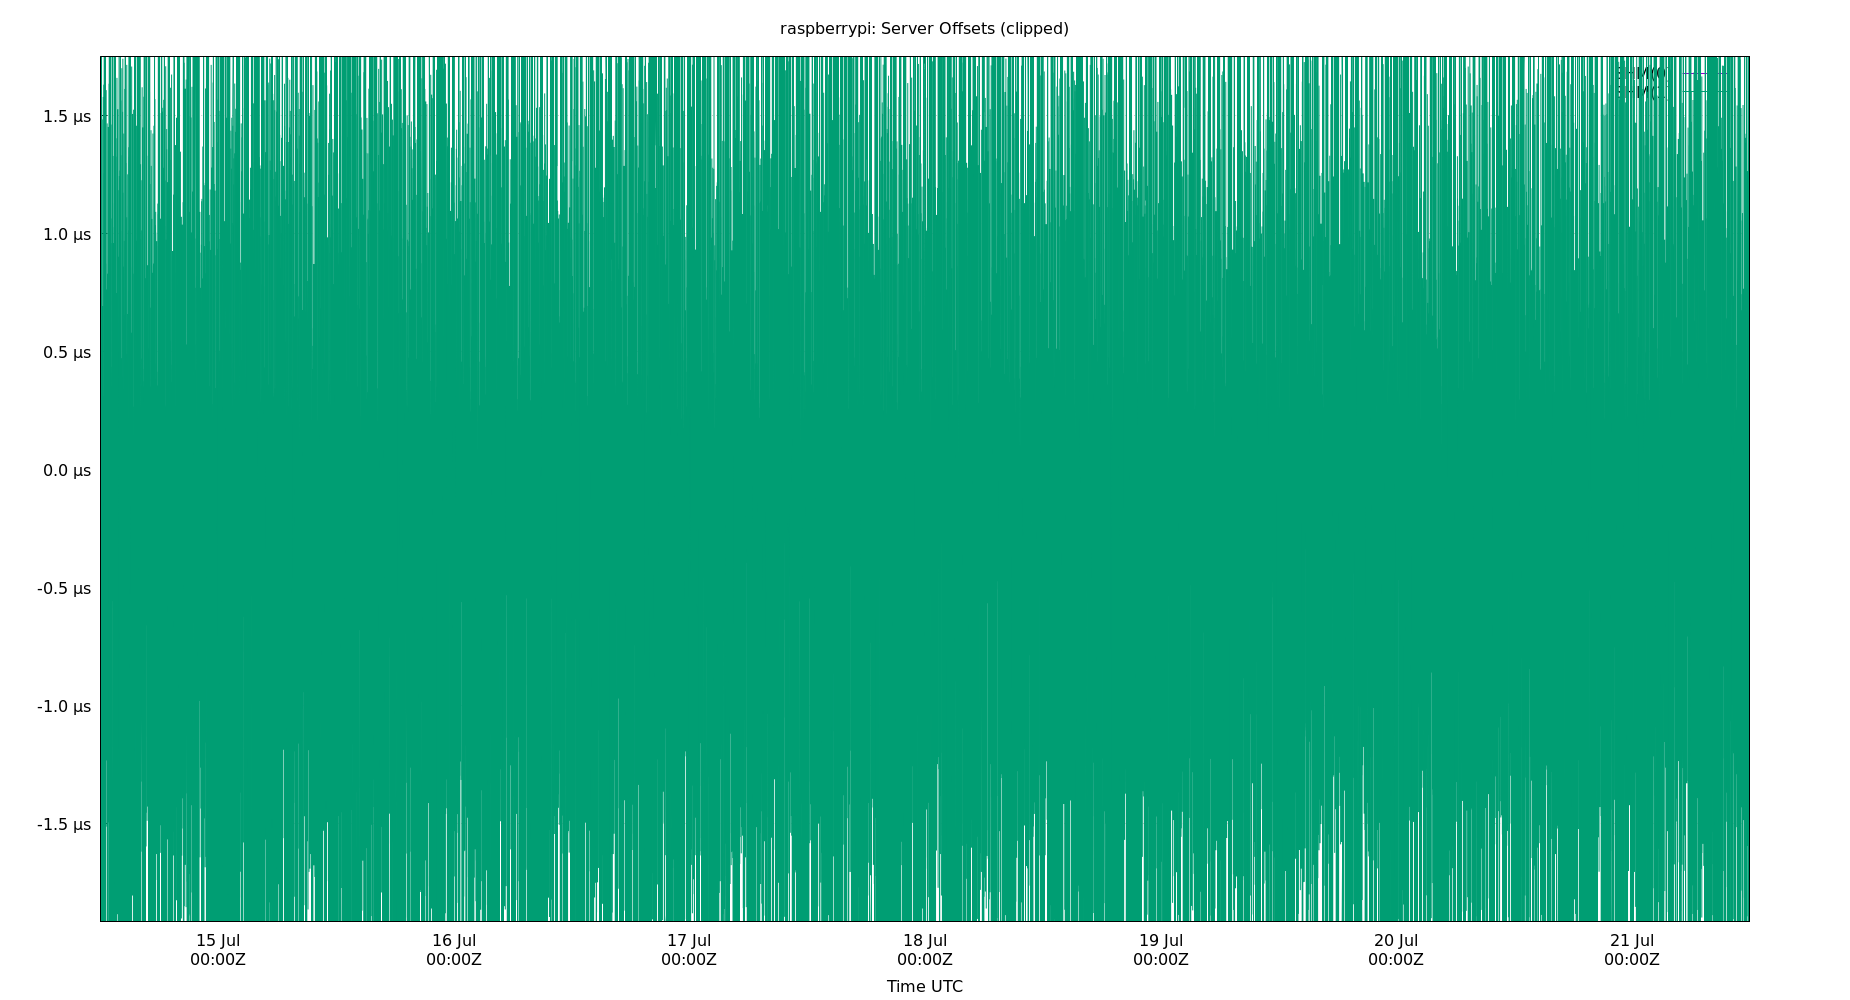 raspberrypi: Server Offsets (clipped)
1.5 µs
1.0 µs
0.5 µs
0.0 µs
-0.5 µs
-1.0 µs
-1.5 µs
15 Jul 16 Jul 17 Jul 18 Jul 19 Jul 20 Jul 21 Jul
00:00Z 00:00Z 00:00Z 00:00Z 00:00Z 00:00Z 00:00Z
Time UTC